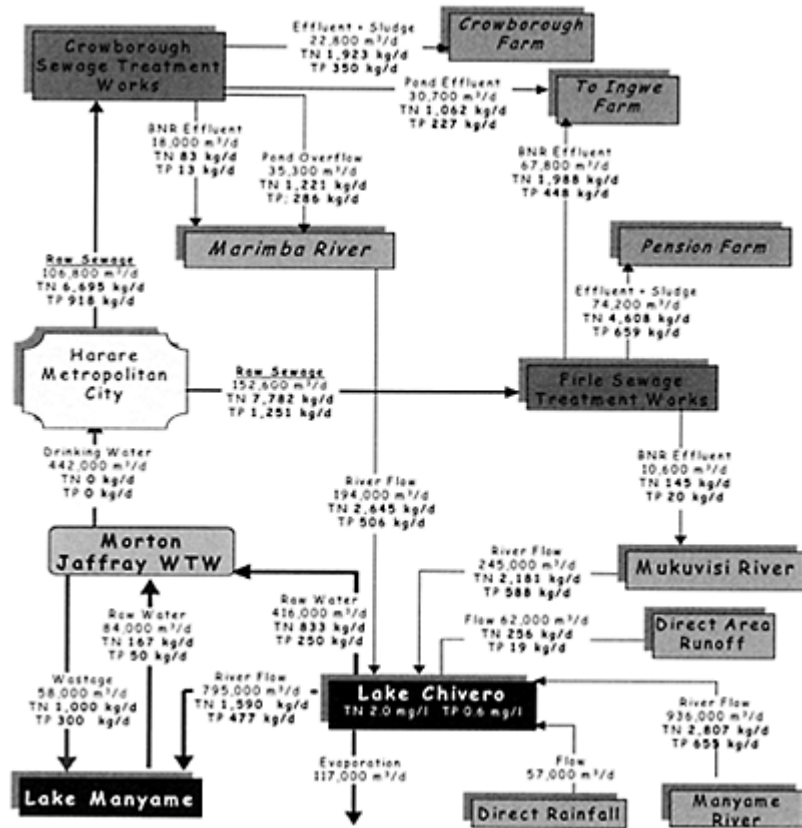 Crowborough
Sewage Treatment
Works
Effluent + Sludge
22,800 m³/d
TN 1,923 kg/d
TP 350 kg/d
Crowborough
Farm
Pond Effluent
30,700 m³/d
TN 1,062 kg/d
TP 227 kg/d
To Ingwe
Farm
BNR Effluent
18,000 m³/d
TN 83 kg/d
TP 13 kg/d
Pond Overflow
35,300 m³/d
TN 1,221 kg/d
TP; 286 kg/d
BNR Effluent
67,800 m³/d
TN 1,988 kg/d
TP 448 kg/d
Marimba River
Pension Farm
Raw Sewage
106,800 m³/d
TN 6,695 kg/d
TP 918 kg/d
Effluent + Sludge
74,200 m³/d
TN 4,608 kg/d
TP 659 kg/d
Harare
Metropolitan
City
Raw Sewage
152,600 m³/d
TN 7,782 kg/d
TP 1,251 kg/d
Firle Sewage
Treatment Works
Drinking Water
442,000 m³/d
TN 0 kg/d
TP 0 kg/d
River Flow
194,000 m³/d
TN 2,645 kg/d
TP 506 kg/d
BNR Effluent
10,600 m³/d
TN 145 kg/d
TP 20 kg/d
Morton
Jaffray WTW
River Flow
245,000 m³/d
TN 2,181 kg/d
TP 588 kg/d
Mukuvisi River
Raw Water
84,000 m³/d
TN 167 kg/d
TP 50 kg/d
Raw Water
416,000 m³/d
TN 833 kg/d
TP 250 kg/d
Flow 62,000 m³/d
TN 256 kg/d
TP 19 kg/d
Direct Area
Runoff
Wastage
58,000 m³/d
TN 1,000 kg/d
TP 300 kg/d
River Flow
795,000 m³/d
TN 1,590 kg/d
TP 477 kg/d
Lake Chivero
TN 2.0 mg/l TP 0.6 mg/l
River Flow
936,000 m³/d
TN 2,807 kg/d
TP 655 kg/d
Evaporation
117,000 m³/d
Flow
57,000 m³/d
Lake Manyame
Direct Rainfall
Manyame
River